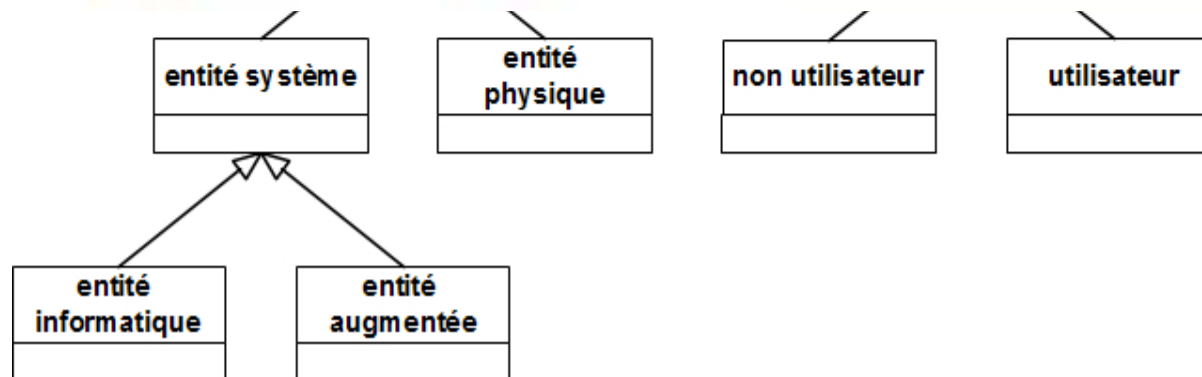 entité système
entité
physique
non utilisateur
utilisateur
entité
informatique
entité
augmentée